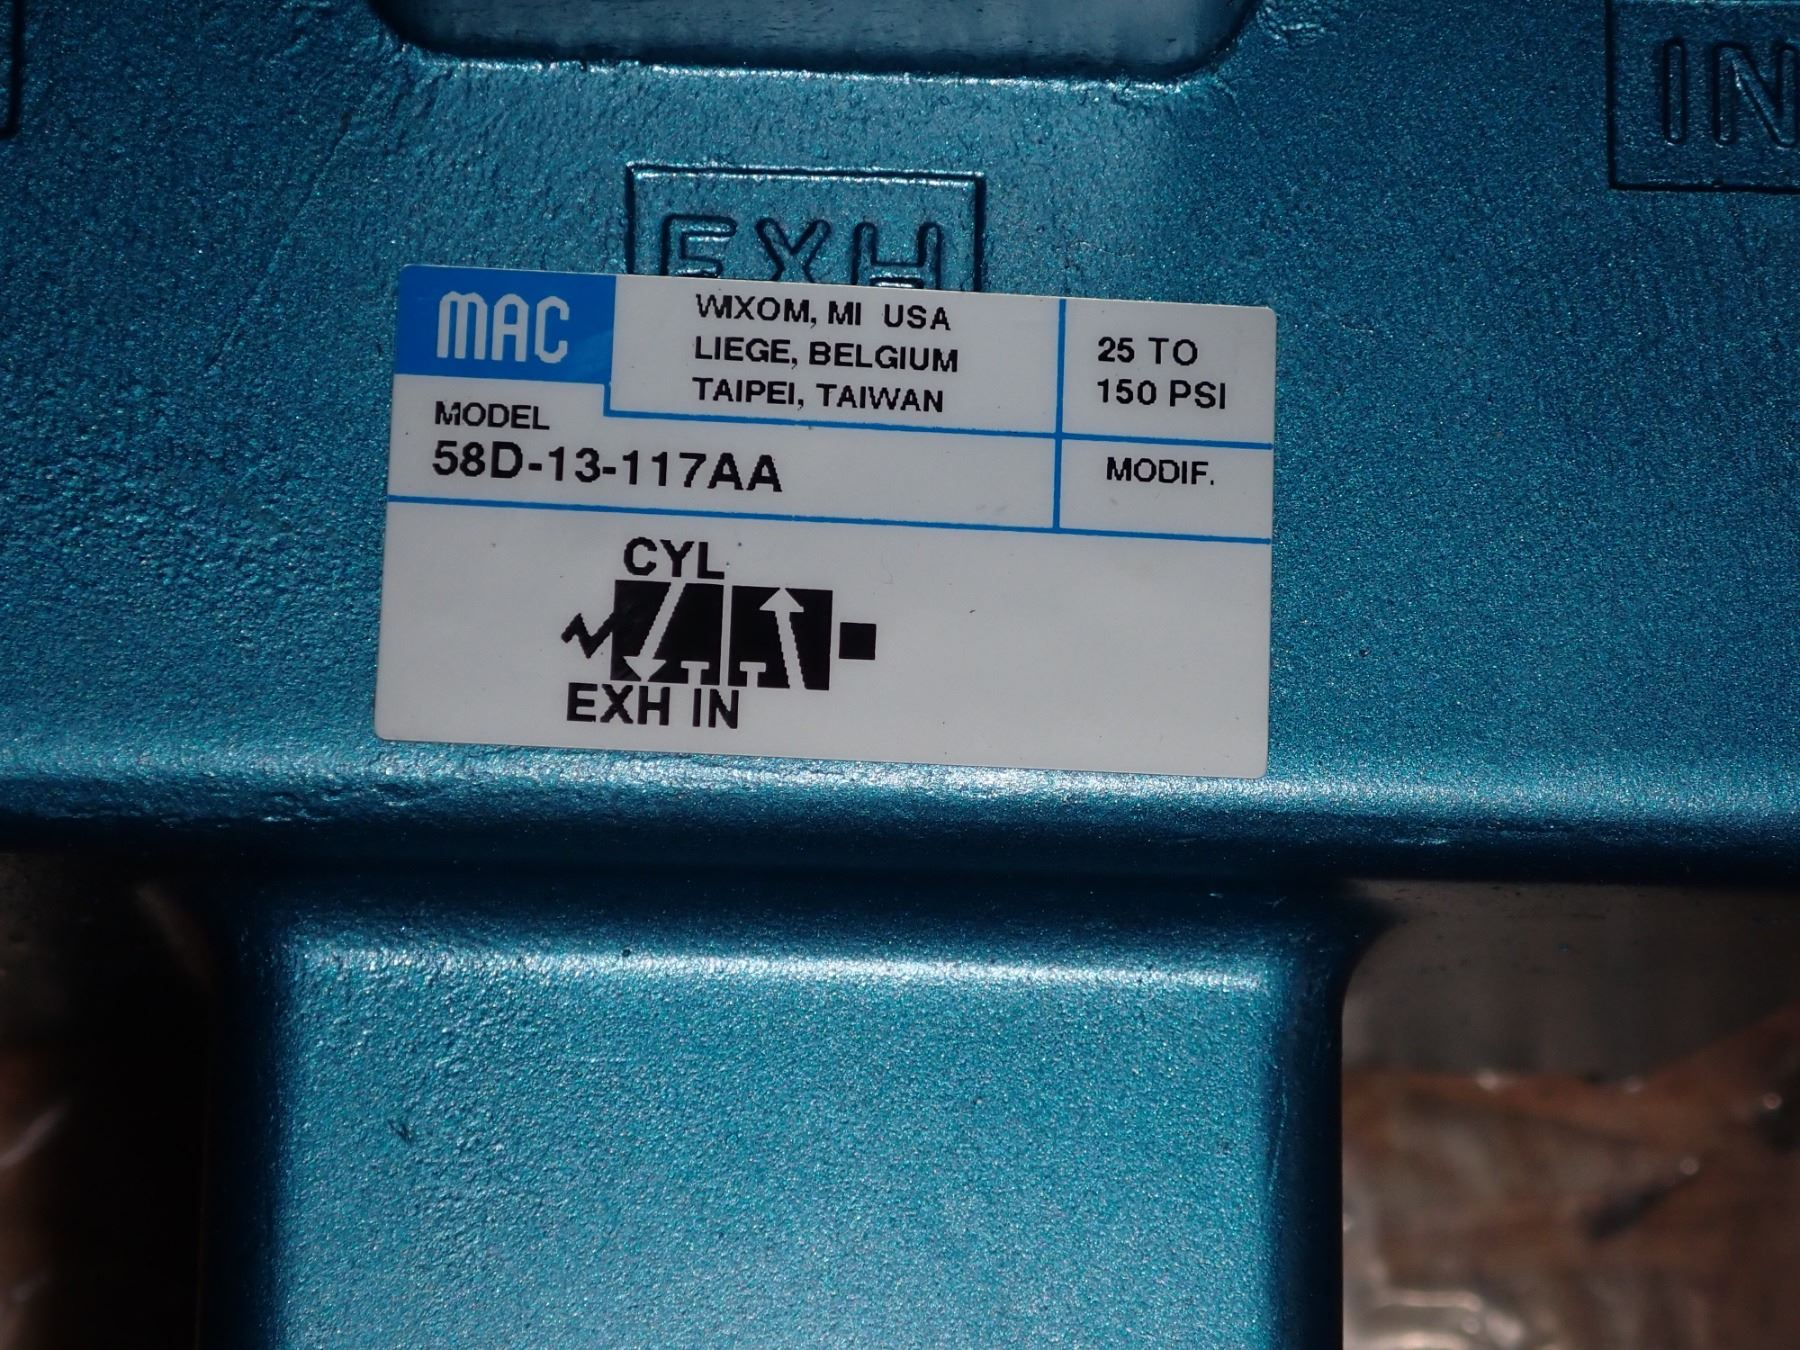 IN
EXH
MAC
WIXOM, MI USA
LIEGE, BELGIUM
TAIPEI, TAIWAN
25 TO
150 PSI
MODEL
58D-13-117AA
MODIF.
CYL
EXH IN